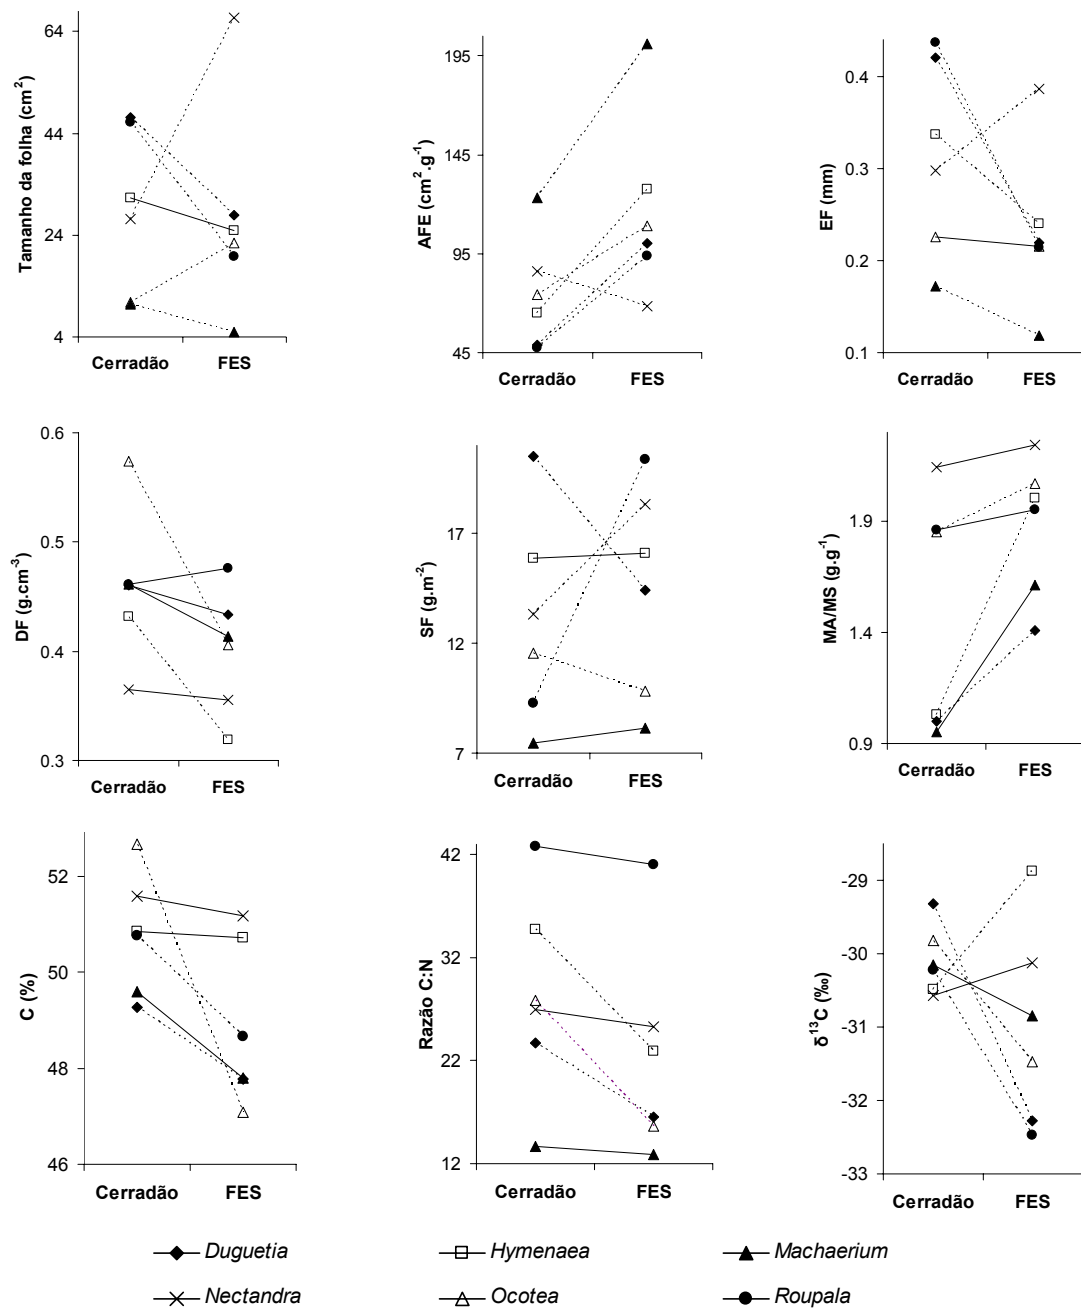 Tamanho da folha (cm²)
64
44
24
4
Cerradão FES
AFE (cm².g⁻¹)
195
145
95
45
Cerradão FES
EF (mm)
0.4
0.3
0.2
0.1
Cerradão FES
DF (g.cm⁻³)
0.6
0.5
0.4
0.3
Cerradão FES
SF (g.m⁻²)
17
12
7
Cerradão FES
MA/MS (g.g⁻¹)
1.9
1.4
0.9
Cerradão FES
C (%)
52
50
48
46
Cerradão FES
Razão C:N
42
32
22
12
Cerradão FES
δ¹³C (‰)
-29
-30
-31
-32
-33
Cerradão FES
Duguetia Hymenaea Machaerium
Nectandra Ocotea Roupala